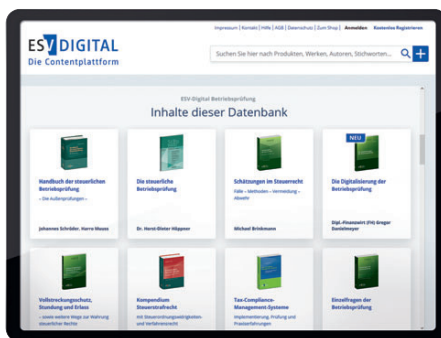 Impressum | Kontakt | Hilfe | AGB | Datenschutz | Zum Shop | Anmelden Kostenlos Registrieren
ESV DIGITAL
Die Contentplattform
Suchen Sie hier nach Produkten, Werken, Autoren, Stichworten...
ESV-Digital Betriebsprüfung
Inhalte dieser Datenbank
NEU
Handbuch der steuerlichen
Betriebsprüfung
– Die Außenprüfungen –
Johannes Schröder, Harro Muuss
Die steuerliche
Betriebsprüfung
Dr. Horst-Dieter Höppner
Schätzungen im Steuerrecht
Fälle – Methoden – Vermeidung –
Abwehr
Michael Brinkmann
Die Digitalisierung der
Betriebsprüfung
Dipl.-Finanzwirt (FH) Gregor
Danielmeyer
Vollstreckungsschutz,
Stundung und Erlass
– sowie weitere Wege zur Wahrung
steuerlicher Rechte
Kompendium
Steuerstrafrecht
mit Steuerordnungswidrigkeiten
und Verfahrensrecht
Tax-Compliance-
Management-Systeme
Implementierung, Prüfung und
Praxiserfahrungen
Einzelfragen der
Betriebsprüfung